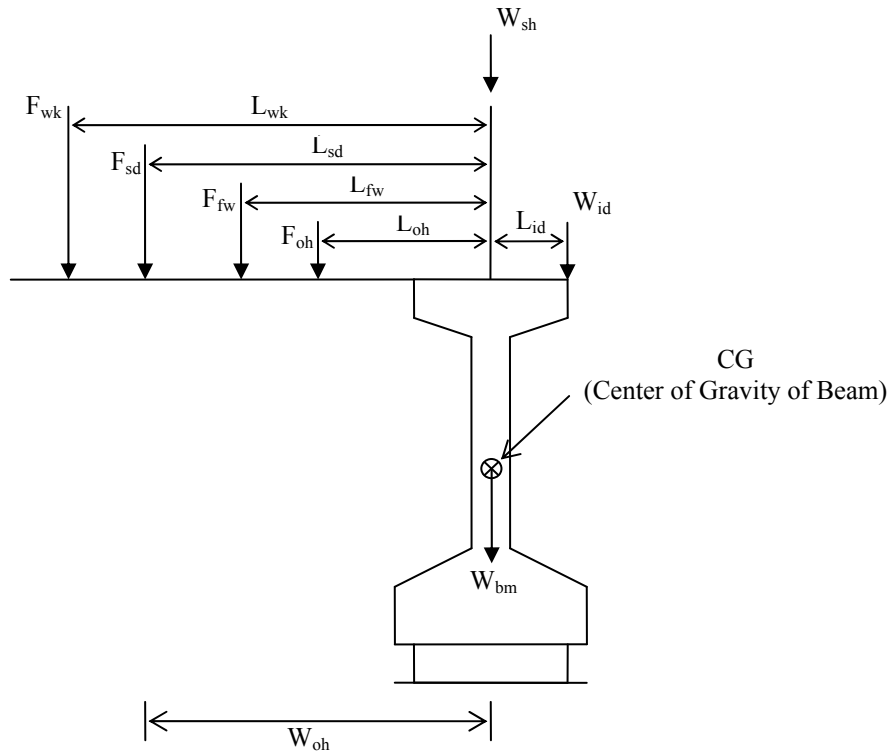 W_sh
F_wk
L_wk
F_sd
L_sd
F_fw
L_fw
W_id
F_oh
L_oh
L_id
CG
(Center of Gravity of Beam)
W_bm
W_oh